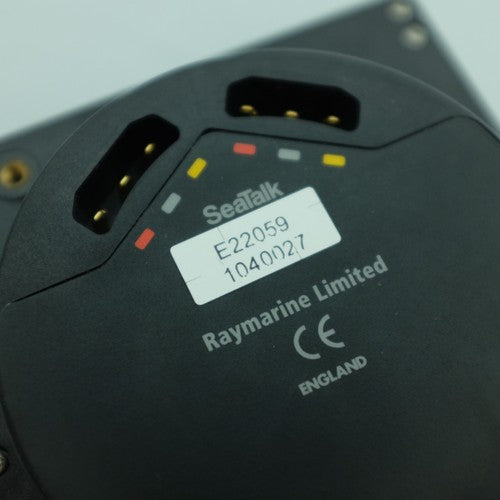 SeaTalk
E22059
1040027
Raymarine Limited
CE
ENGLAND